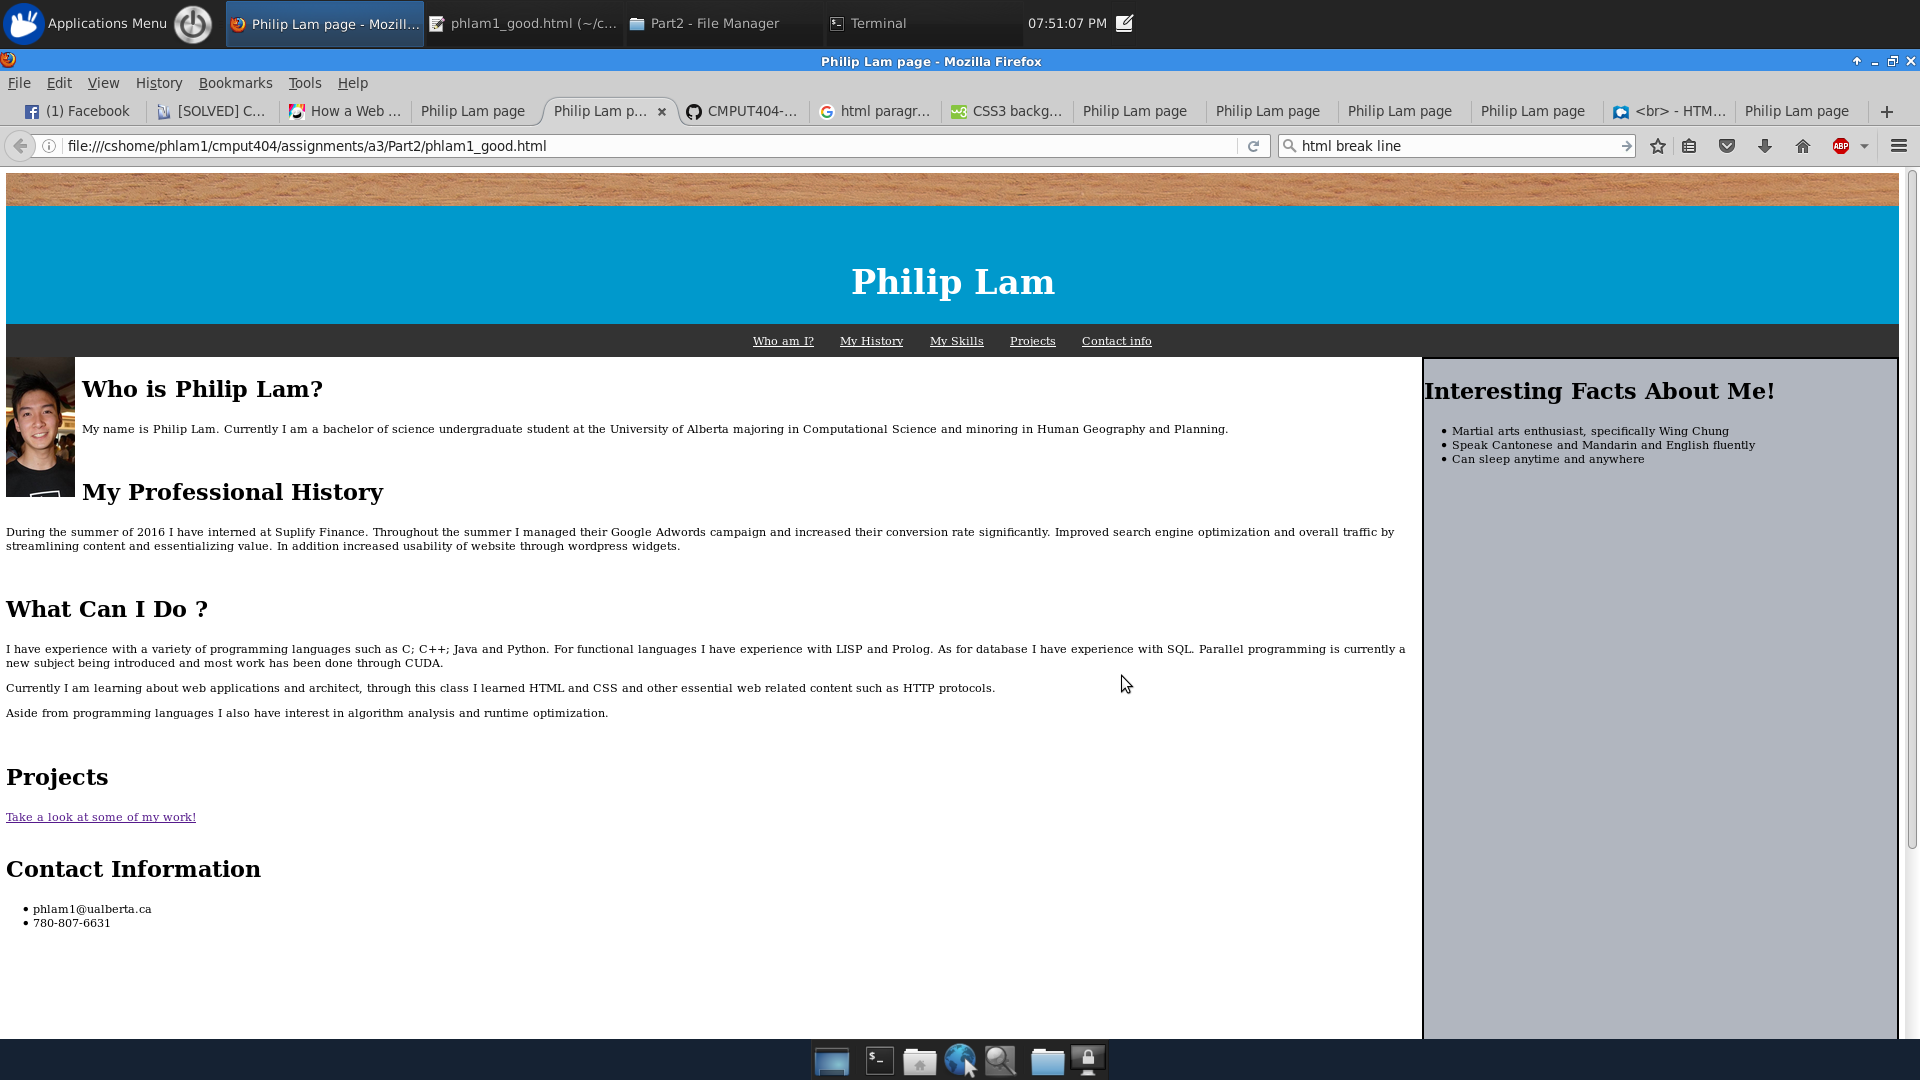 Applications Menu
Philip Lam page - Mozill...
phlam1_good.html (~/c...
Part2 - File Manager
Terminal
07:51:07 PM
Philip Lam page - Mozilla Firefox
File Edit View History Bookmarks Tools Help
(1) Facebook
[SOLVED] C...
How a Web ...
Philip Lam page
Philip Lam p...
CMPUT404-...
html paragr...
CSS3 backg...
Philip Lam page
Philip Lam page
Philip Lam page
Philip Lam page
<br> - HTM...
Philip Lam page
file:///cshome/phlam1/cmput404/assignments/a3/Part2/phlam1_good.html
html break line
ABP
Philip Lam
Who am I? My History My Skills Projects Contact info
Who is Philip Lam?
My name is Philip Lam. Currently I am a bachelor of science undergraduate student at the University of Alberta majoring in Computational Science and minoring in Human Geography and Planning.
My Professional History
During the summer of 2016 I have interned at Suplify Finance. Throughout the summer I managed their Google Adwords campaign and increased their conversion rate significantly. Improved search engine optimization and overall traffic by
streamlining content and essentializing value. In addition increased usability of website through wordpress widgets.
What Can I Do ?
I have experience with a variety of programming languages such as C; C++; Java and Python. For functional languages I have experience with LISP and Prolog. As for database I have experience with SQL. Parallel programming is currently a
new subject being introduced and most work has been done through CUDA.
Currently I am learning about web applications and architect, through this class I learned HTML and CSS and other essential web related content such as HTTP protocols.
Aside from programming languages I also have interest in algorithm analysis and runtime optimization.
Projects
Take a look at some of my work!
Contact Information
• phlam1@ualberta.ca
• 780-807-6631
Interesting Facts About Me!
• Martial arts enthusiast, specifically Wing Chung
• Speak Cantonese and Mandarin and English fluently
• Can sleep anytime and anywhere